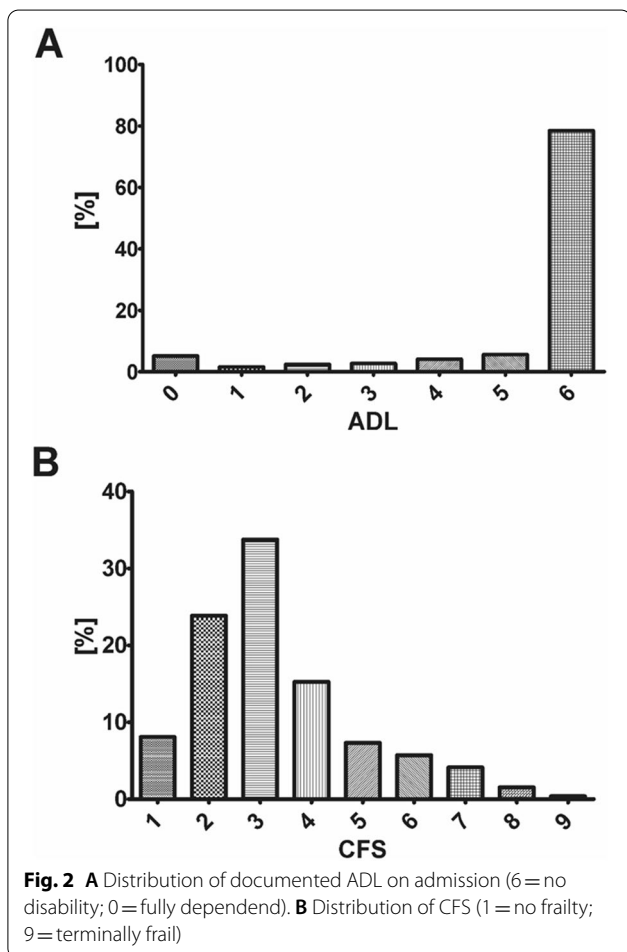 A
100
80
60
40
20
0
[%]
0 1 2 3 4 5 6
ADL
B
40
30
20
10
0
[%]
1 2 3 4 5 6 7 8 9
CFS
Fig. 2 A Distribution of documented ADL on admission (6 = no
disability; 0 = fully dependend). B Distribution of CFS (1 = no frailty;
9 = terminally frail)